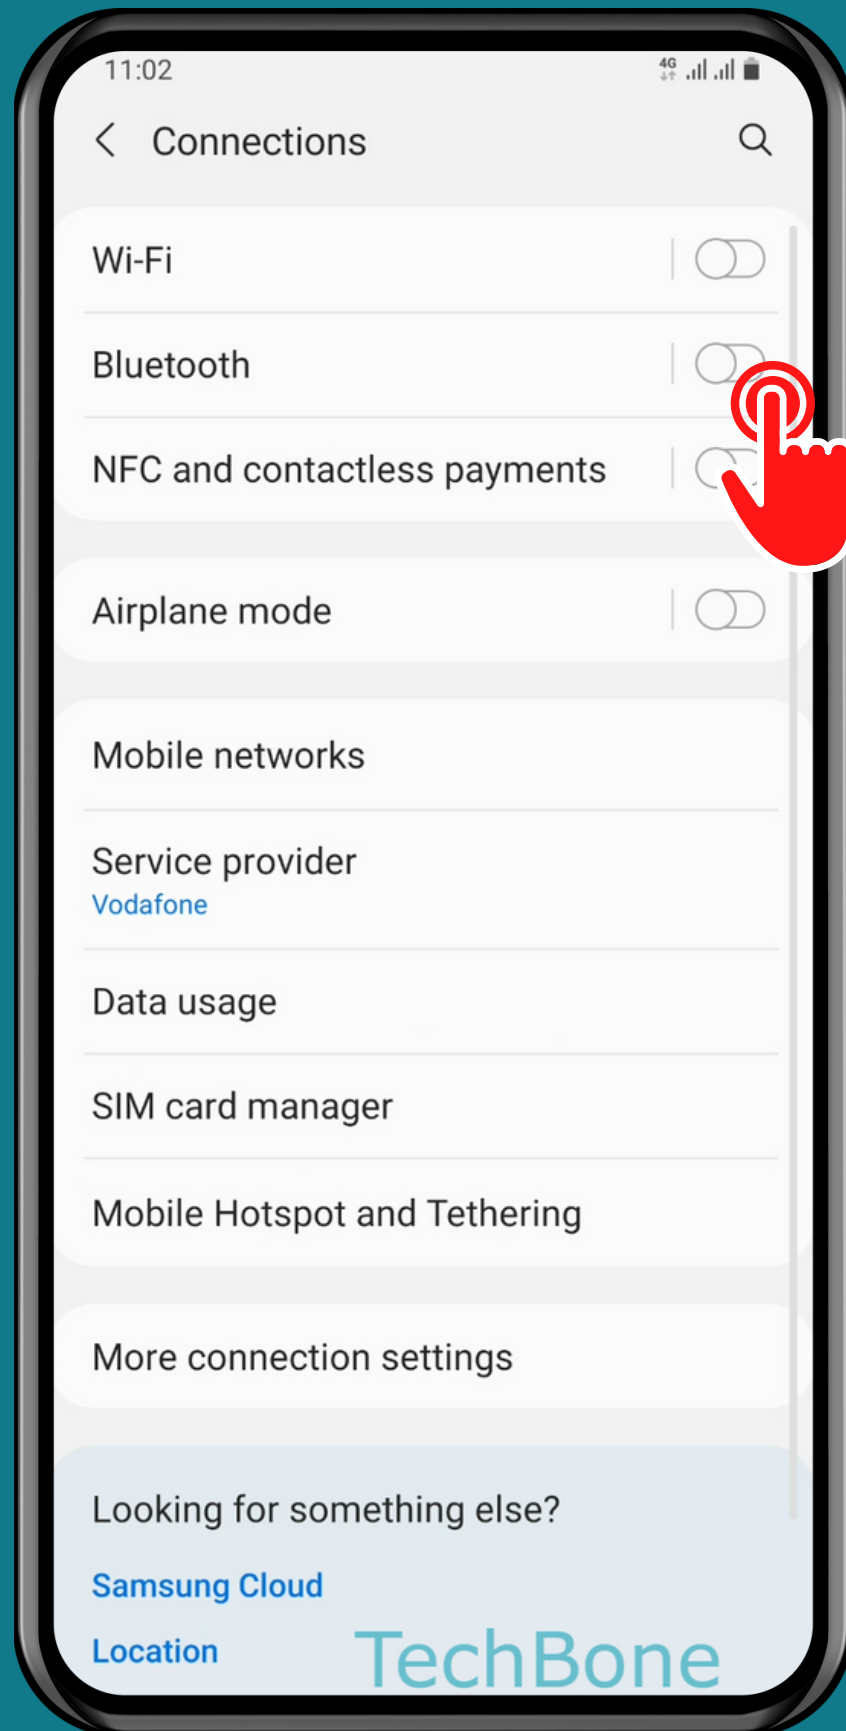 11:02
4G
Connections
Wi-Fi
Bluetooth
NFC and contactless payments
Airplane mode
Mobile networks
Service provider
Vodafone
Data usage
SIM card manager
Mobile Hotspot and Tethering
More connection settings
Looking for something else?
Samsung Cloud
Location
TechBone